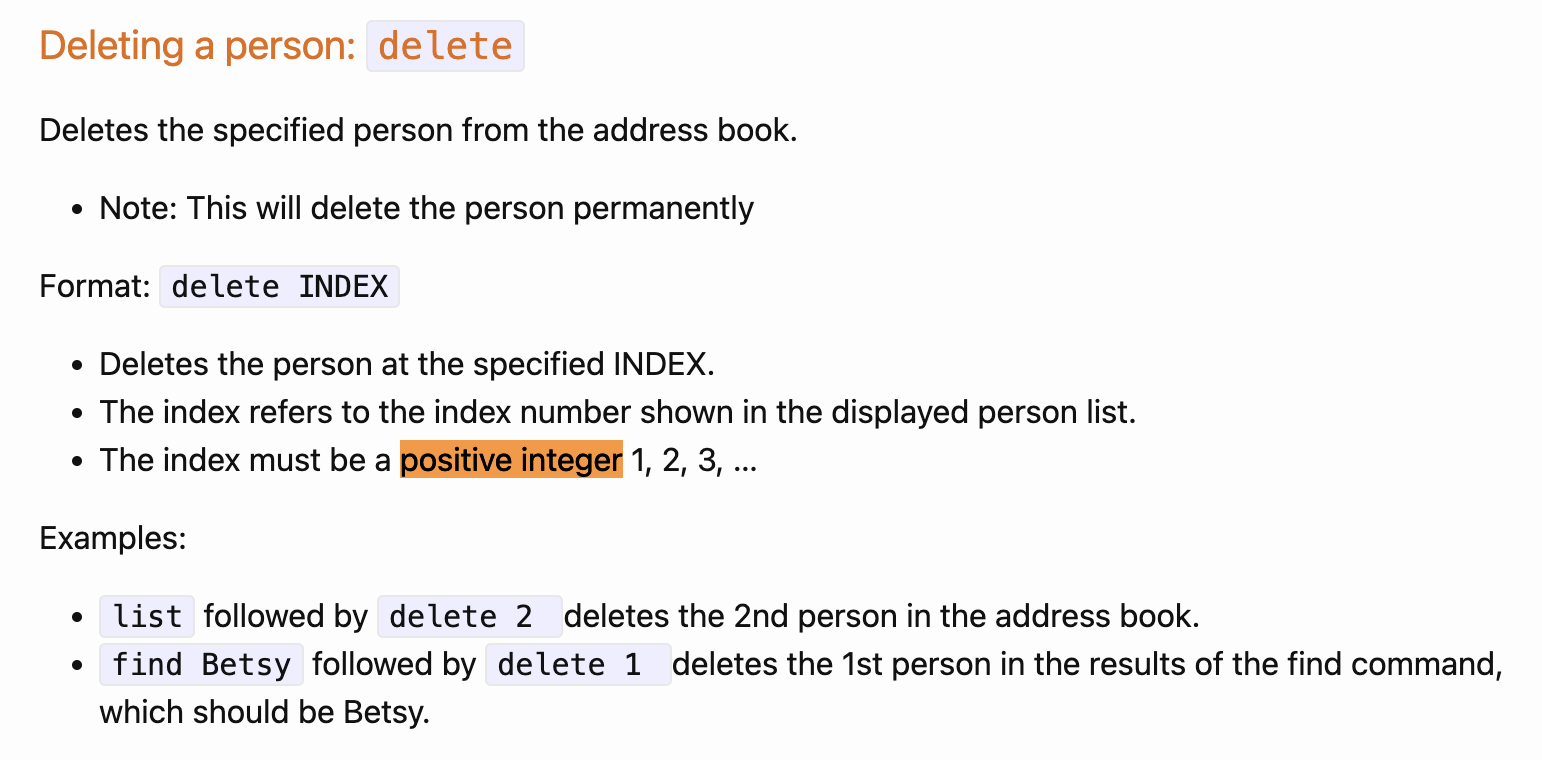 Deleting a person: delete
Deletes the specified person from the address book.
• Note: This will delete the person permanently
Format: delete INDEX
• Deletes the person at the specified INDEX.
• The index refers to the index number shown in the displayed person list.
• The index must be a positive integer 1, 2, 3, ...
Examples:
• list followed by delete 2 deletes the 2nd person in the address book.
• find Betsy followed by delete 1 deletes the 1st person in the results of the find command,
which should be Betsy.